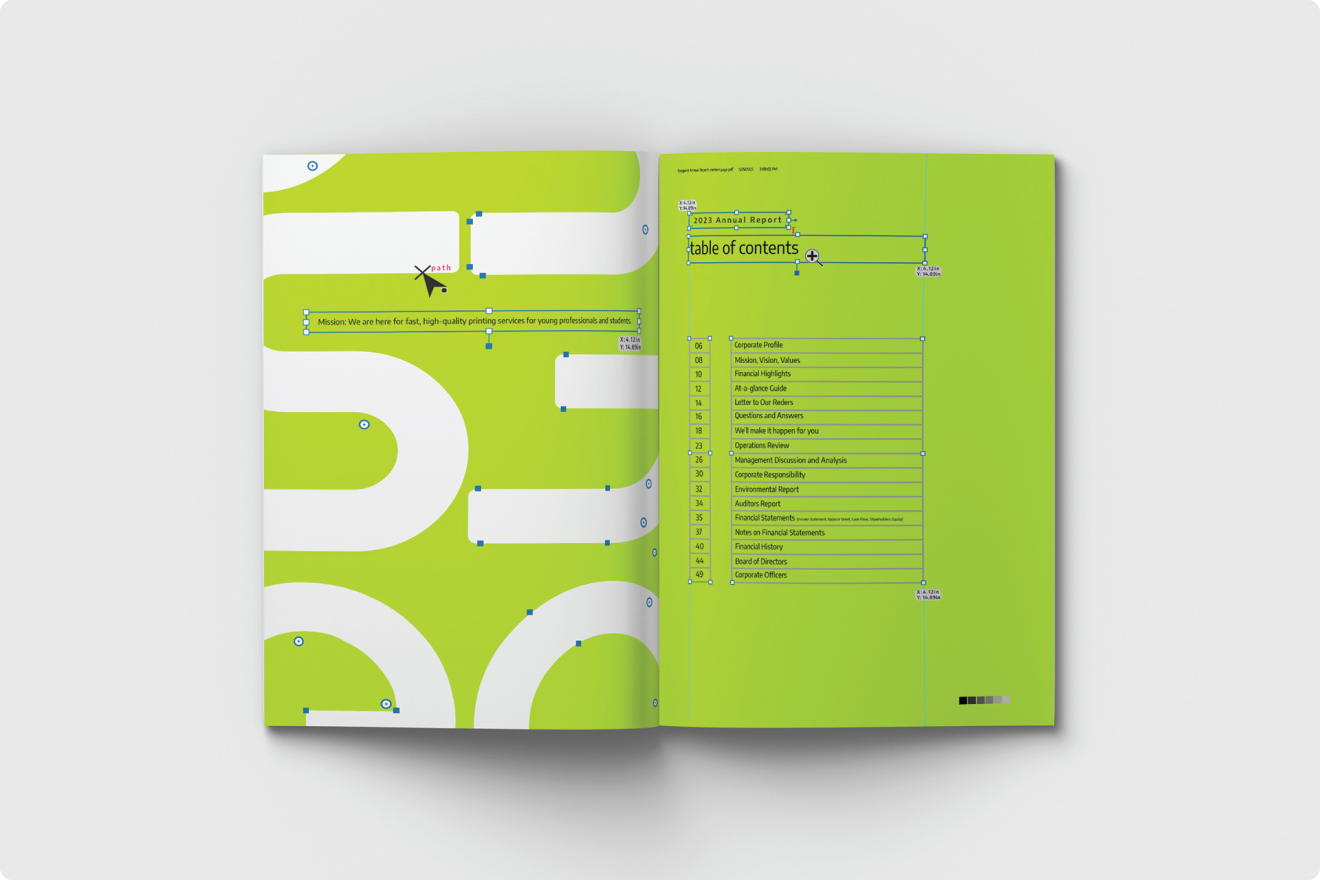 path
Mission: We are here for fast, high-quality printing services for young professionals and students.
X:4.12in
Y:14.89in
X:4.12in
Y:14.89in
2023 Annual Report
table of contents
X:4.12in
Y:14.89in
06 Corporate Profile
08 Mission, Vision, Values
10 Financial Highlights
12 At-a-glance Guide
14 Letter to Our Reders
16 Questions and Answers
18 We'll make it happen for you
23 Operations Review
26 Management Discussion and Analysis
30 Corporate Responsibility
32 Environmental Report
34 Auditors Report
35 Financial Statements (Income Statement, Balance Sheet, Cash Flows, Shareholders Equity)
37 Notes on Financial Statements
40 Financial History
44 Board of Directors
49 Corporate Officers
X:4.12in
Y:14.89in